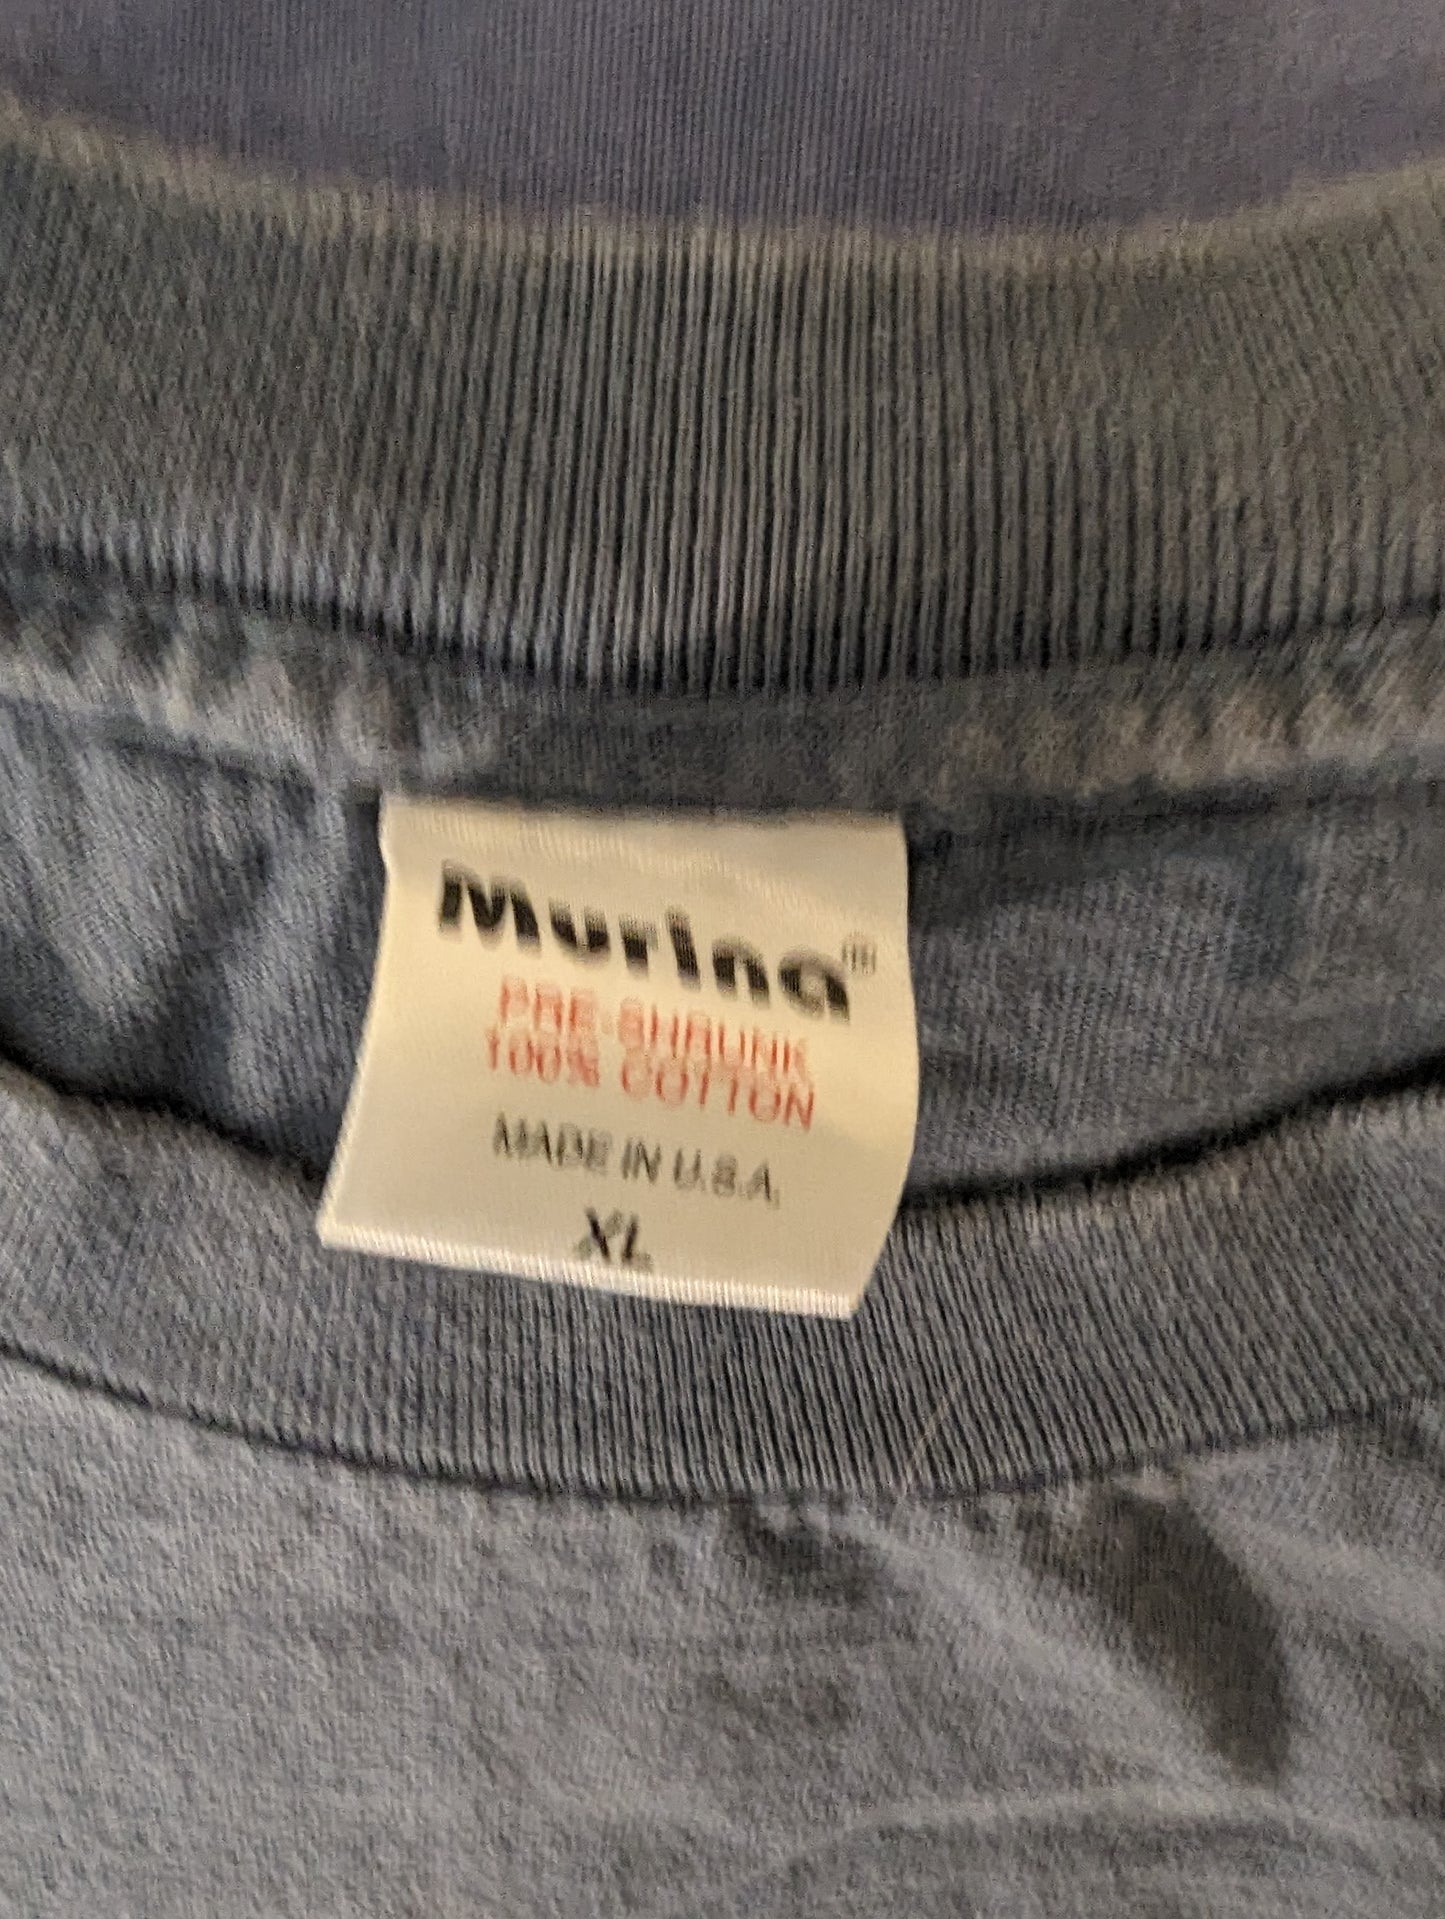 Murina®
PRE-SHRUNK
100% COTTON
MADE IN U.S.A.
XL